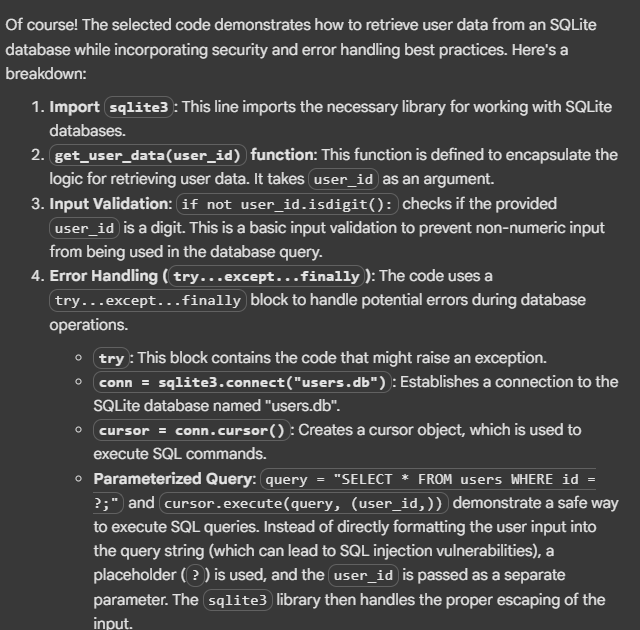 Of course! The selected code demonstrates how to retrieve user data from an SQLite
database while incorporating security and error handling best practices. Here's a
breakdown:
1. Import sqlite3: This line imports the necessary library for working with SQLite
databases.
2. get_user_data(user_id) function: This function is defined to encapsulate the
logic for retrieving user data. It takes user_id as an argument.
3. Input Validation: if not user_id.isdigit(): checks if the provided
user_id is a digit. This is a basic input validation to prevent non-numeric input
from being used in the database query.
4. Error Handling (try...except...finally): The code uses a
try...except...finally block to handle potential errors during database
operations.
○ try: This block contains the code that might raise an exception.
○ conn = sqlite3.connect("users.db"): Establishes a connection to the
SQLite database named "users.db".
○ cursor = conn.cursor(): Creates a cursor object, which is used to
execute SQL commands.
○ Parameterized Query: query = "SELECT * FROM users WHERE id =
?;" and cursor.execute(query, (user_id,)) demonstrate a safe way
to execute SQL queries. Instead of directly formatting the user input into
the query string (which can lead to SQL injection vulnerabilities), a
placeholder (?) is used, and the user_id is passed as a separate
parameter. The sqlite3 library then handles the proper escaping of the
input.